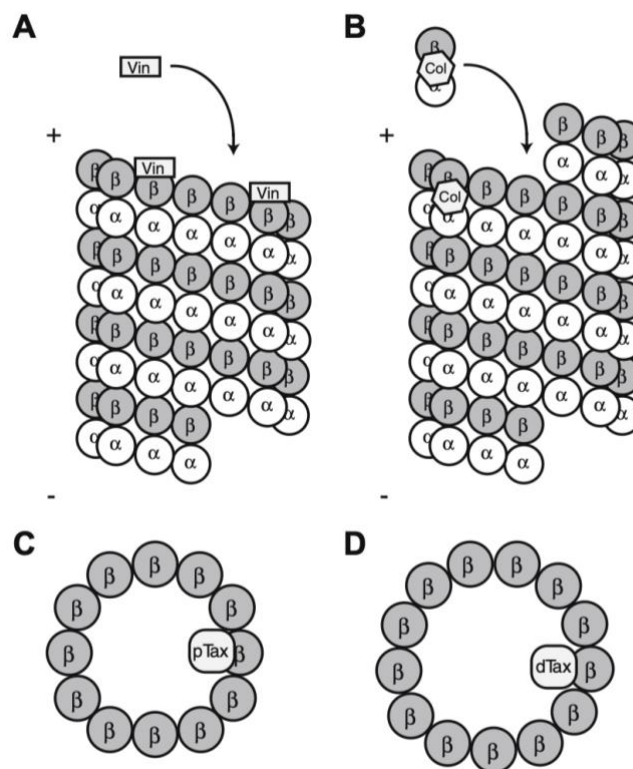 A
Vin
+
Vin
Vin
β β β β β β β
α α α α α α α
β β β β β β β
α α α α α α α
β β β β β β β
α α α α α α α
β β β β
α α α α
-
B
β
Col
α
+
β β β
α α α
β β β β β β β
Col
α α α α α α α
β β β β β β β
α α α α α α α
β β β β β β β
α α α α α α α
β β β β
α α α α
-
C
β
β β
β β
β pTax β
β β
β β
β
D
β β
β β
β β
β dTax β
β β
β β
β